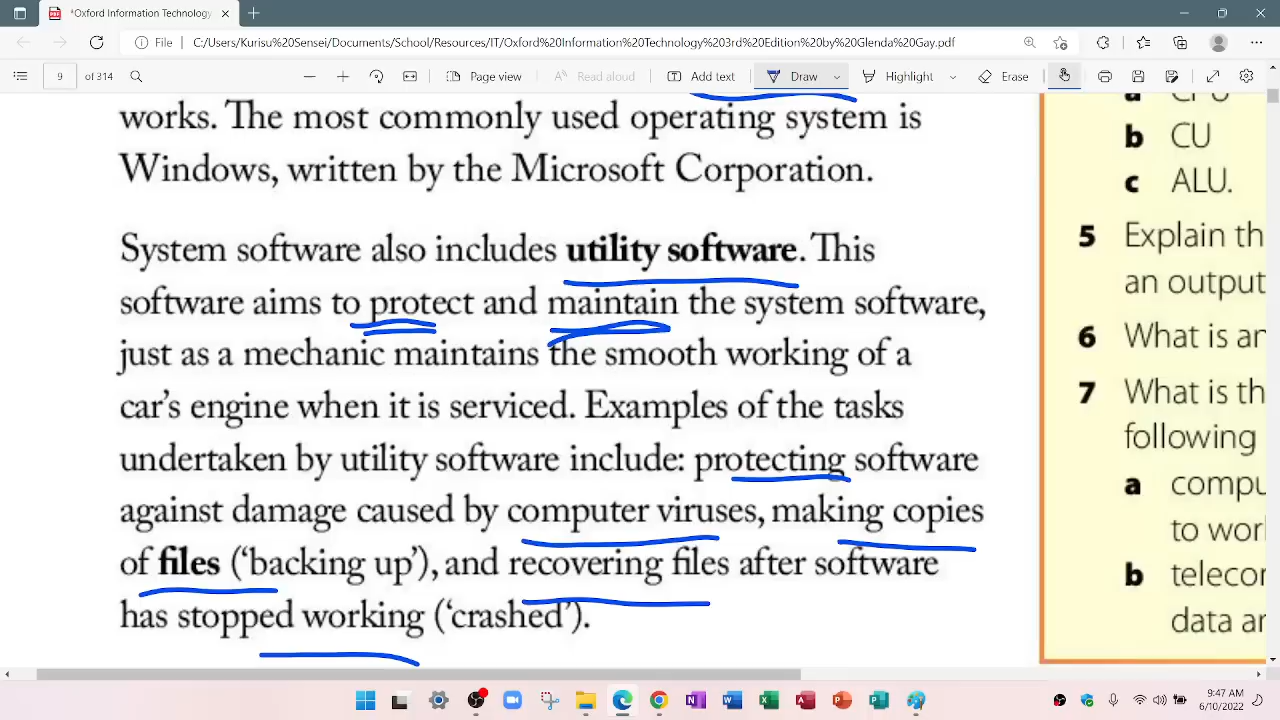 *Oxford Information Technology
File C:/Users/Kurisu%20Sensei/Documents/School/Resources/IT/Oxford%20Information%20Technology%203rd%20Edition%20by%20Glenda%20Gay.pdf
9 of 314 Page view Read aloud Add text Draw Highlight Erase
works. The most commonly used operating system is
Windows, written by the Microsoft Corporation.
System software also includes utility software. This
software aims to protect and maintain the system software,
just as a mechanic maintains the smooth working of a
car's engine when it is serviced. Examples of the tasks
undertaken by utility software include: protecting software
against damage caused by computer viruses, making copies
of files ('backing up'), and recovering files after software
has stopped working ('crashed').
a CPU
b CU
c ALU.
5 Explain th
an output
6 What is an
7 What is th
following
a compu
to wor
b telecor
data ar
9:47 AM
6/10/2022